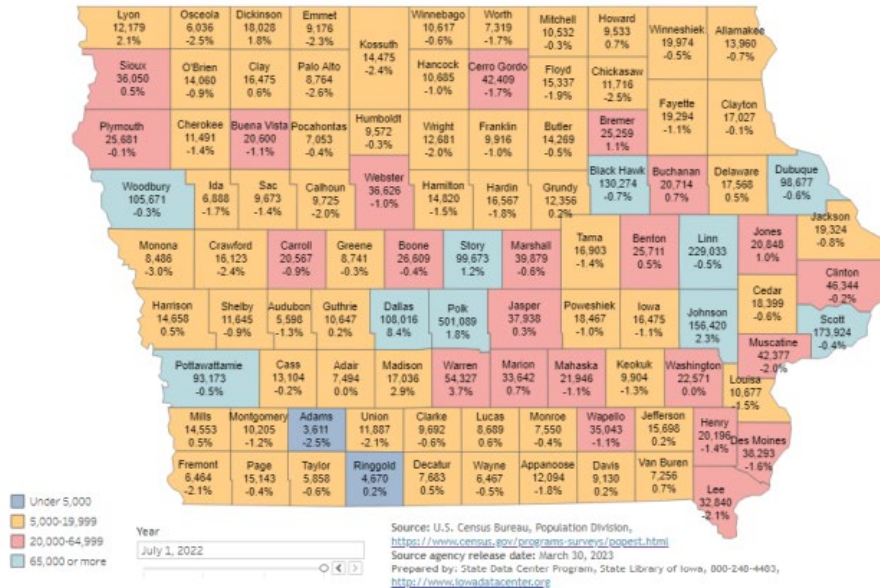 Lyon
12,179
2.1%
Osceola
6,036
-2.5%
Dickinson
18,028
1.8%
Emmet
9,176
-2.3%
Kossuth
14,475
-2.4%
Winnebago
10,617
-0.6%
Worth
7,319
-1.7%
Mitchell
10,532
-0.3%
Howard
9,533
0.7%
Winneshiek
19,974
-0.5%
Allamakee
13,960
-0.7%
Sioux
36,050
0.5%
O'Brien
14,060
-0.9%
Clay
16,475
0.6%
Palo Alto
8,764
-2.6%
Hancock
10,685
-1.0%
Cerro Gordo
42,409
-1.7%
Floyd
15,337
-1.9%
Chickasaw
11,716
-2.5%
Fayette
19,294
-1.1%
Clayton
17,027
-0.1%
Plymouth
25,681
-0.1%
Cherokee
11,491
-1.4%
Buena Vista
20,600
-1.1%
Pocahontas
7,053
-0.4%
Humboldt
9,572
-0.3%
Wright
12,681
-2.0%
Franklin
9,916
-1.0%
Butler
14,269
-0.5%
Bremer
25,259
1.1%
Woodbury
105,671
-0.3%
Ida
6,888
-1.7%
Sac
9,673
-1.4%
Calhoun
9,725
-2.0%
Webster
36,626
-1.0%
Hamilton
14,820
-1.5%
Hardin
16,567
-1.8%
Grundy
12,356
0.2%
Black Hawk
130,274
-0.7%
Buchanan
20,714
0.7%
Delaware
17,568
0.5%
Dubuque
98,677
-0.6%
Monona
8,486
-3.0%
Crawford
16,123
-2.4%
Carroll
20,567
-0.9%
Greene
8,741
-0.3%
Boone
26,609
-0.4%
Story
99,673
1.2%
Marshall
39,879
-0.6%
Tama
16,903
-1.4%
Benton
25,711
0.5%
Linn
229,033
-0.5%
Jones
20,848
1.0%
Jackson
19,324
-0.8%
Clinton
46,344
-0.2%
Harrison
14,658
0.5%
Shelby
11,645
-0.9%
Audubon
5,598
-1.3%
Guthrie
10,647
0.2%
Dallas
108,016
8.4%
Polk
501,089
1.8%
Jasper
37,938
0.3%
Poweshiek
18,467
-1.0%
Iowa
16,475
-1.1%
Johnson
156,420
2.3%
Cedar
18,399
-0.6%
Scott
173,924
-0.4%
Muscatine
42,377
-2.0%
Pottawattamie
93,173
-0.5%
Cass
13,104
-0.2%
Adair
7,494
0.0%
Madison
17,036
2.9%
Warren
54,327
3.7%
Marion
33,642
0.7%
Mahaska
21,946
-1.1%
Keokuk
9,904
-1.3%
Washington
22,571
0.0%
Louisa
10,677
-1.5%
Mills
14,553
0.5%
Montgomery
10,205
-1.2%
Adams
3,611
-2.5%
Union
11,887
-2.1%
Clarke
9,692
-0.6%
Lucas
8,689
0.6%
Monroe
7,550
-0.4%
Wapello
35,043
-1.1%
Jefferson
15,698
0.2%
Henry
20,196
-1.4%
Des Moines
38,293
-1.6%
Fremont
6,464
-2.1%
Page
15,143
-0.4%
Taylor
5,858
-0.6%
Ringgold
4,670
0.2%
Decatur
7,683
0.5%
Wayne
6,467
-0.5%
Appanoose
12,094
-1.8%
Davis
9,130
0.2%
Van Buren
7,256
0.7%
Lee
32,840
-2.1%
Under 5,000
5,000-19,999
20,000-64,999
65,000 or more
Year
July 1, 2022
Source: U.S. Census Bureau, Population Division,
https://www.census.gov/programs-surveys/popest.html
Source agency release date: March 30, 2023
Prepared by: State Data Center Program, State Library of Iowa, 800-248-4483,
http://www.iowadatacenter.org